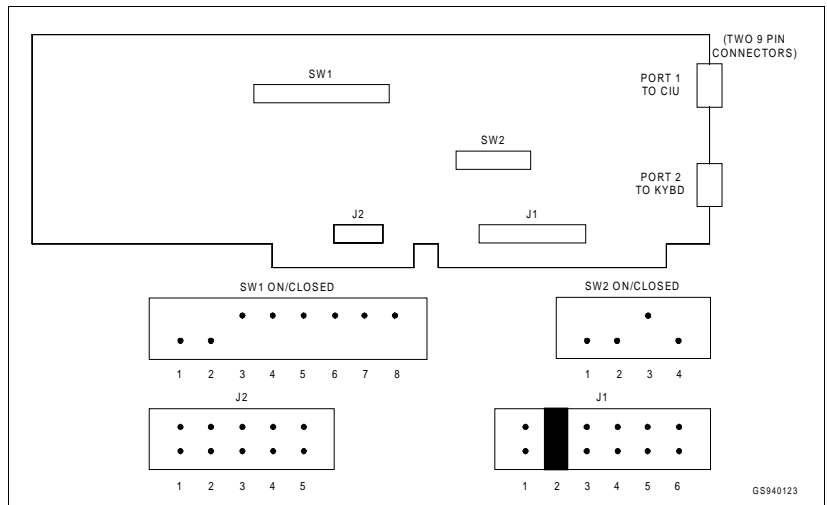 (TWO 9 PIN
CONNECTORS)
SW1
PORT 1
TO CIU
SW2
PORT 2
TO KYBD
J2
J1
SW1 ON/CLOSED
SW2 ON/CLOSED
1 2 3 4 5 6 7 8
1 2 3 4
J2
J1
1 2 3 4 5
1 2 3 4 5 6
GS940123